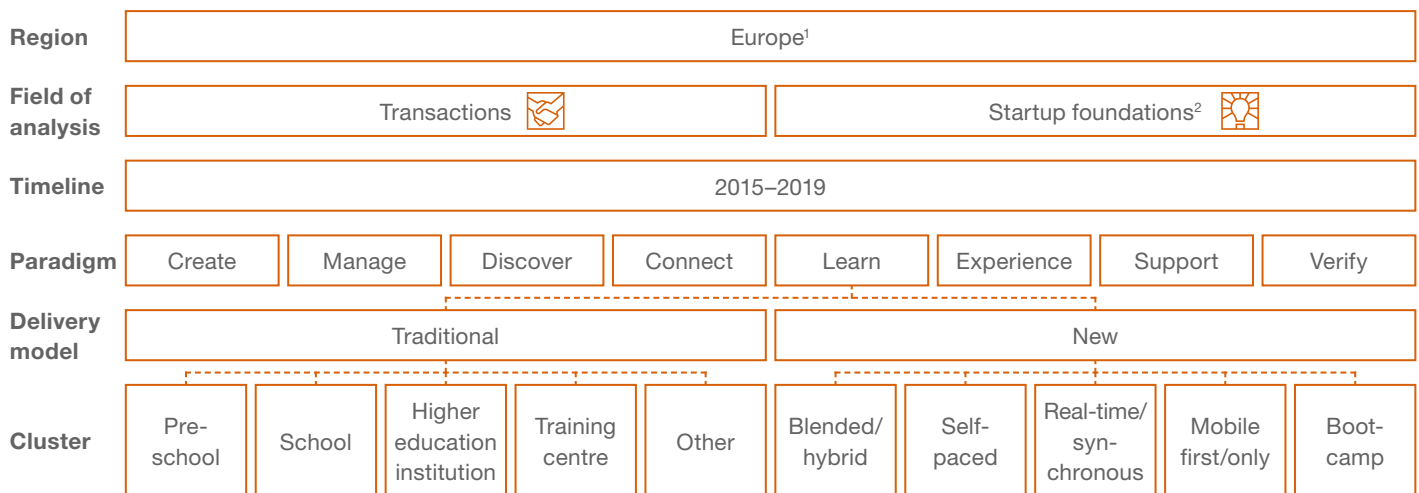 Region
Europe¹
Field of
analysis
Transactions
Startup foundations²
Timeline
2015–2019
Paradigm
Create
Manage
Discover
Connect
Learn
Experience
Support
Verify
Delivery
model
Traditional
New
Cluster
Pre-
school
School
Higher
education
institution
Training
centre
Other
Blended/
hybrid
Self-
paced
Real-time/
syn-
chronous
Mobile
first/only
Boot-
camp